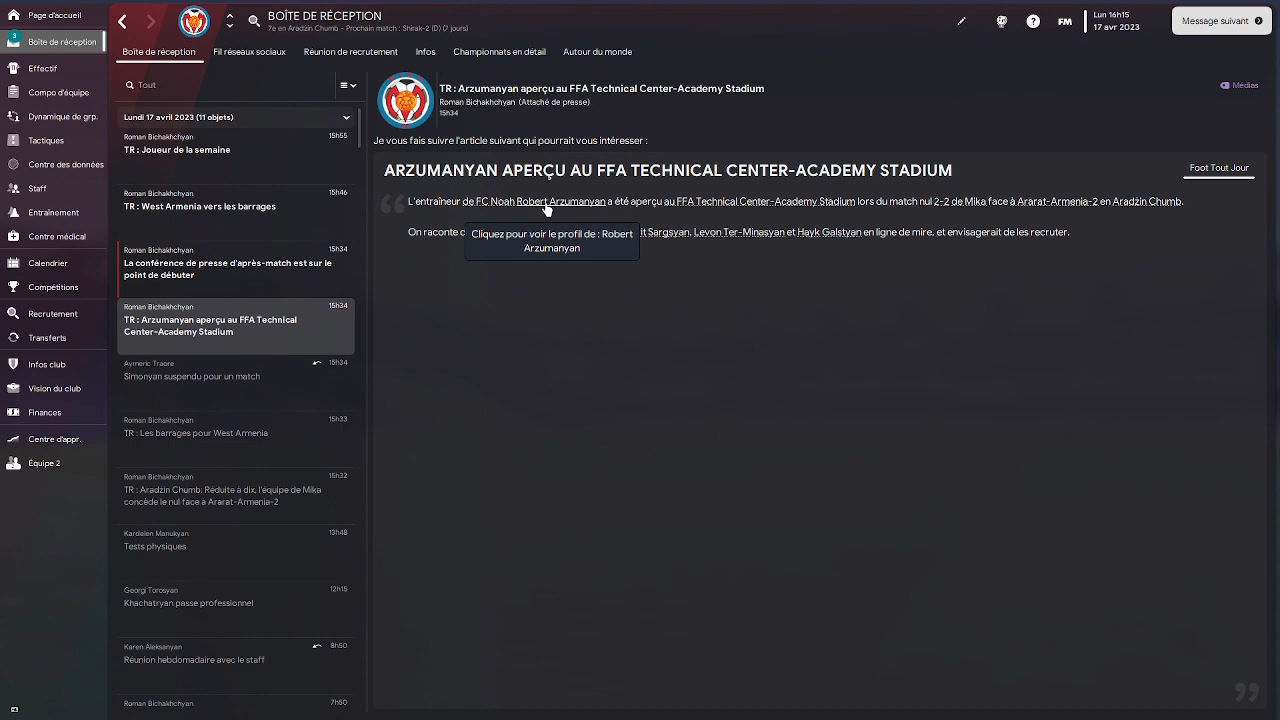 Page d'accueil
3
Boîte de réception
Effectif
Compo d'équipe
Dynamique de grp.
Tactiques
Centre des données
Staff
Entraînement
Centre médical
Calendrier
Compétitions
Recrutement
Transferts
Infos club
Vision du club
Finances
Centre d'appr.
Équipe 2
BOÎTE DE RÉCEPTION
7e en Aradżin Chumb - Prochain match : Shirak-2 (D) (7 jours)
FM
Lun 16h15
17 avr 2023
Message suivant
Boîte de réception
Fil réseaux sociaux
Réunion de recrutement
Infos
Championnats en détail
Autour du monde
Tout
Lundi 17 avril 2023 (11 objets)
Roman Bichakhchyan 15h55
TR : Joueur de la semaine
Roman Bichakhchyan 15h46
TR : West Armenia vers les barrages
Roman Bichakhchyan 15h34
La conférence de presse d'après-match est sur le
point de débuter
Roman Bichakhchyan 15h34
TR : Arzumanyan aperçu au FFA Technical
Center-Academy Stadium
Aymeric Traore 15h34
Simonyan suspendu pour un match
Roman Bichakhchyan 15h33
TR : Les barrages pour West Armenia
Roman Bichakhchyan 15h32
TR : Aradżin Chumb: Réduite à dix, l'équipe de Mika
concède le nul face à Ararat-Armenia-2
Kardelen Manukyan 13h48
Tests physiques
Georgi Torosyan 12h15
Khachatryan passe professionnel
Karen Aleksanyan 8h50
Réunion hebdomadaire avec le staff
Roman Bichakhchyan 7h50
TR : Arzumanyan aperçu au FFA Technical Center-Academy Stadium
Roman Bichakhchyan (Attaché de presse)
15h34
Médias
Je vous fais suivre l'article suivant qui pourrait vous intéresser :
ARZUMANYAN APERÇU AU FFA TECHNICAL CENTER-ACADEMY STADIUM
Foot Tout Jour
L'entraîneur de FC Noah Robert Arzumanyan a été aperçu au FFA Technical Center-Academy Stadium lors du match nul 2-2 de Mika face à Ararat-Armenia-2 en Aradżin Chumb.
On raconte Sargsyan, Levon Ter-Minasyan et Hayk Galstyan en ligne de mire, et envisagerait de les recruter.
Cliquez pour voir le profil de : Robert
Arzumanyan